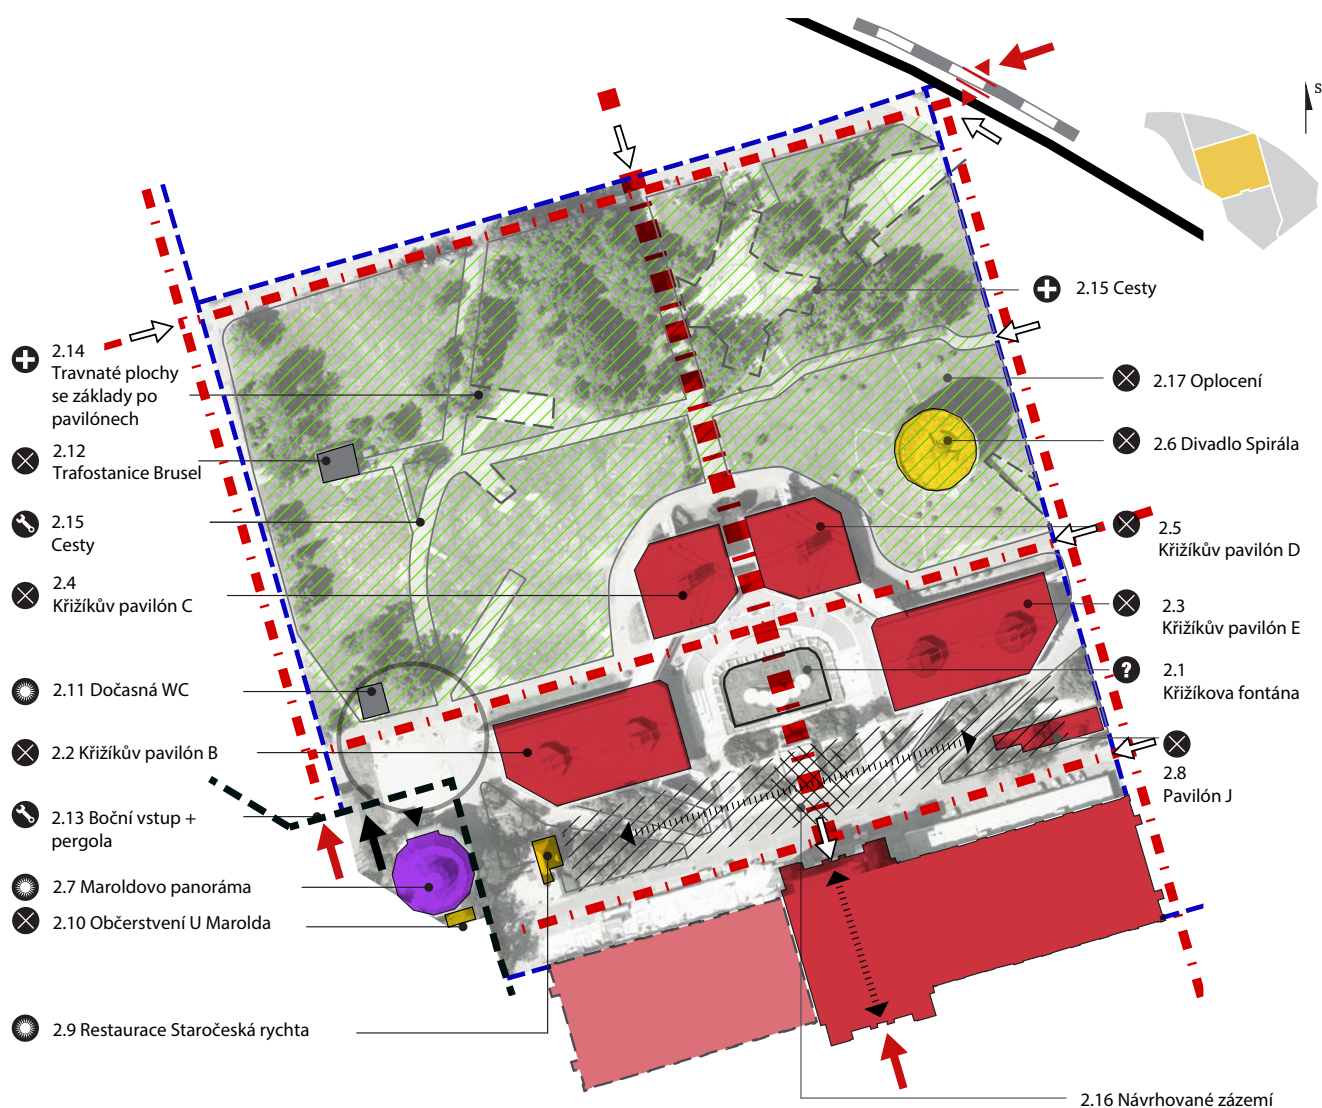 S
2.15 Cesty
2.14
Travnaté plochy
se základy po
pavilónech
2.17 Oplocení
2.12
Trafostanice Brusel
2.6 Divadlo Spirála
2.15
Cesty
2.5
Křižíkův pavilón D
2.4
Křižíkův pavilón C
2.3
Křižíkův pavilón E
?
2.1
Křižíkova fontána
2.11 Dočasná WC
2.2 Křižíkův pavilón B
2.8
Pavilón J
2.13 Boční vstup +
pergola
2.7 Maroldovo panoráma
2.10 Občerstvení U Marolda
2.9 Restaurace Staročeská rychta
2.16 Návrhované zázemí